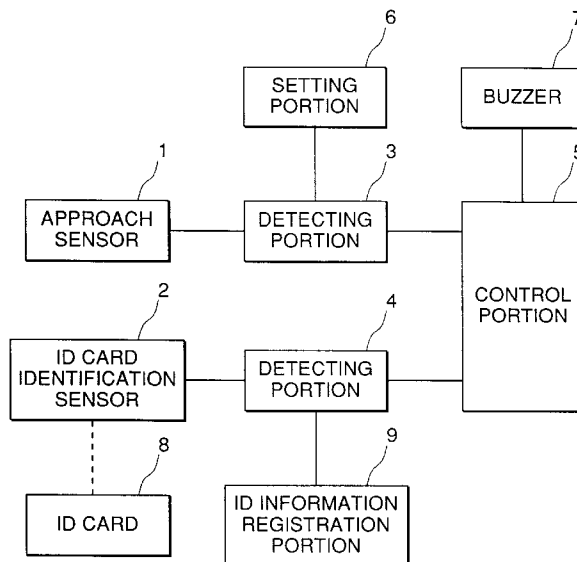 6
7
SETTING
PORTION
BUZZER
1
3
5
APPROACH
SENSOR
DETECTING
PORTION
CONTROL
PORTION
2
4
ID CARD
IDENTIFICATION
SENSOR
DETECTING
PORTION
8
9
ID CARD
ID INFORMATION
REGISTRATION
PORTION